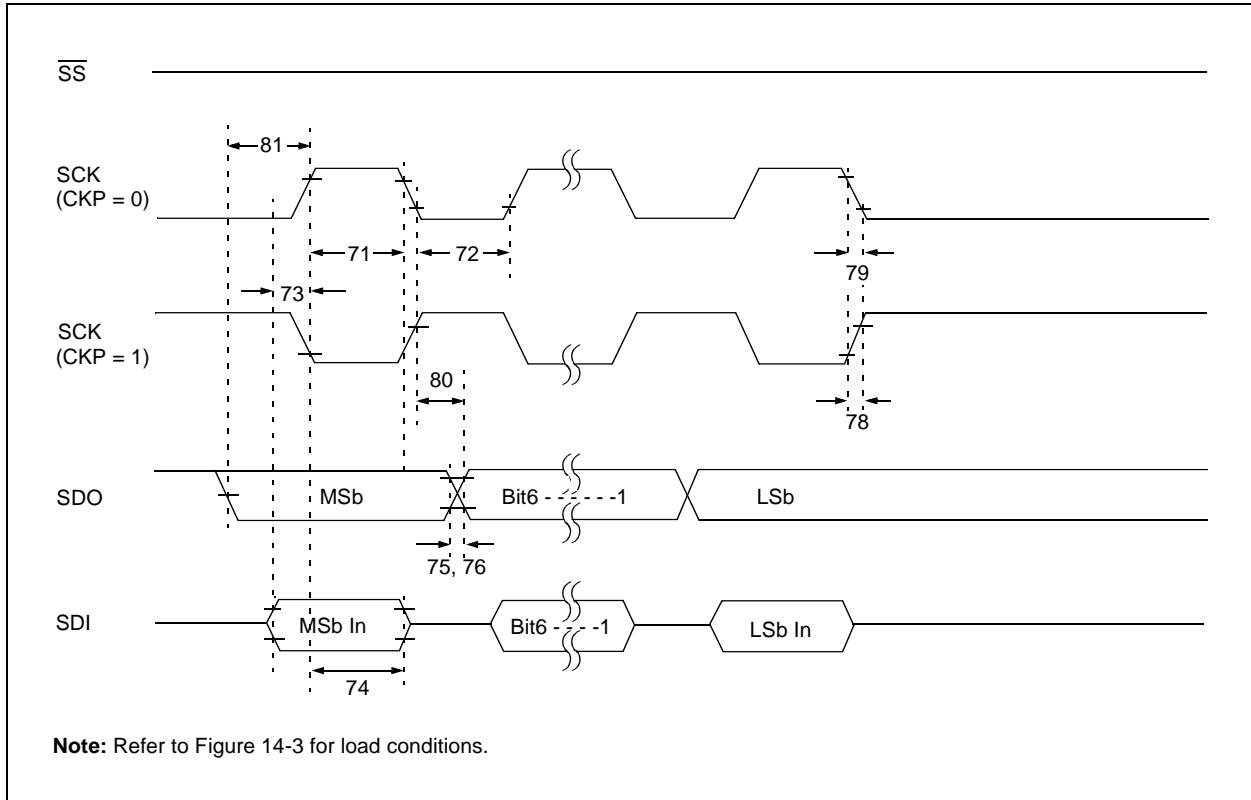 SS
81
SCK
(CKP = 0)
71
72
79
73
SCK
(CKP = 1)
80
78
SDO
MSb
Bit6 - - - - - -1
LSb
75, 76
SDI
MSb In
Bit6 - - - -1
LSb In
74
Note: Refer to Figure 14-3 for load conditions.